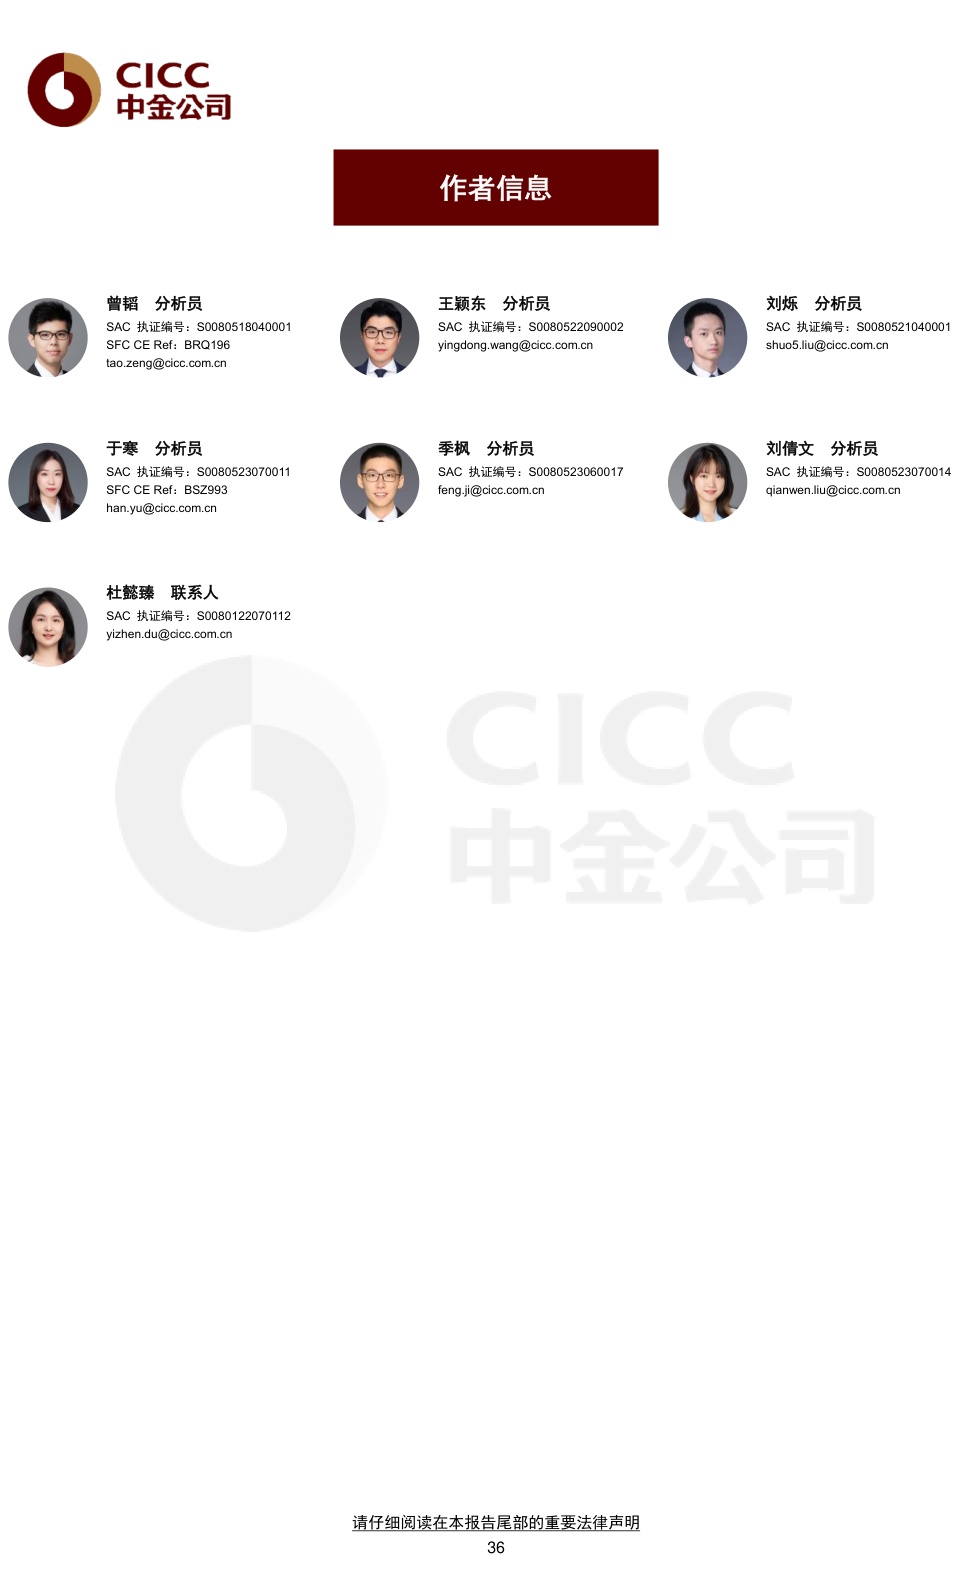 CICC
中金公司
作者信息
曾韬 分析员
SAC 执证编号：S0080518040001
SFC CE Ref：BRQ196
tao.zeng@cicc.com.cn
王颖东 分析员
SAC 执证编号：S0080522090002
yingdong.wang@cicc.com.cn
刘烁 分析员
SAC 执证编号：S0080521040001
shuo5.liu@cicc.com.cn
于寒 分析员
SAC 执证编号：S0080523070011
SFC CE Ref：BSZ993
han.yu@cicc.com.cn
季枫 分析员
SAC 执证编号：S0080523060017
feng.ji@cicc.com.cn
刘倩文 分析员
SAC 执证编号：S0080523070014
qianwen.liu@cicc.com.cn
杜懿臻 联系人
SAC 执证编号：S0080122070112
yizhen.du@cicc.com.cn
CICC
中金公司
请仔细阅读在本报告尾部的重要法律声明
36